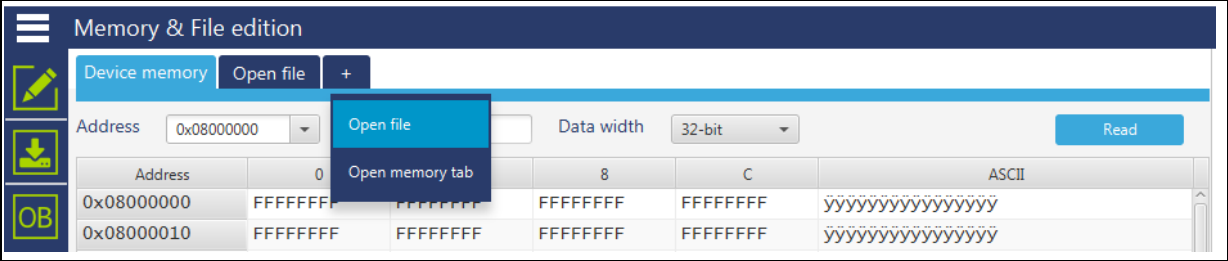 Memory & File edition
Device memory Open file +
Address 0x08000000 Open file Data width 32-bit Read
Open memory tab
Address 0 8 C ASCII
0x08000000 FFFFFFFF FFFFFFFF FFFFFFFF FFFFFFFF ÿÿÿÿÿÿÿÿÿÿÿÿÿÿÿÿ
OB
0x08000010 FFFFFFFF FFFFFFFF FFFFFFFF FFFFFFFF ÿÿÿÿÿÿÿÿÿÿÿÿÿÿÿÿ